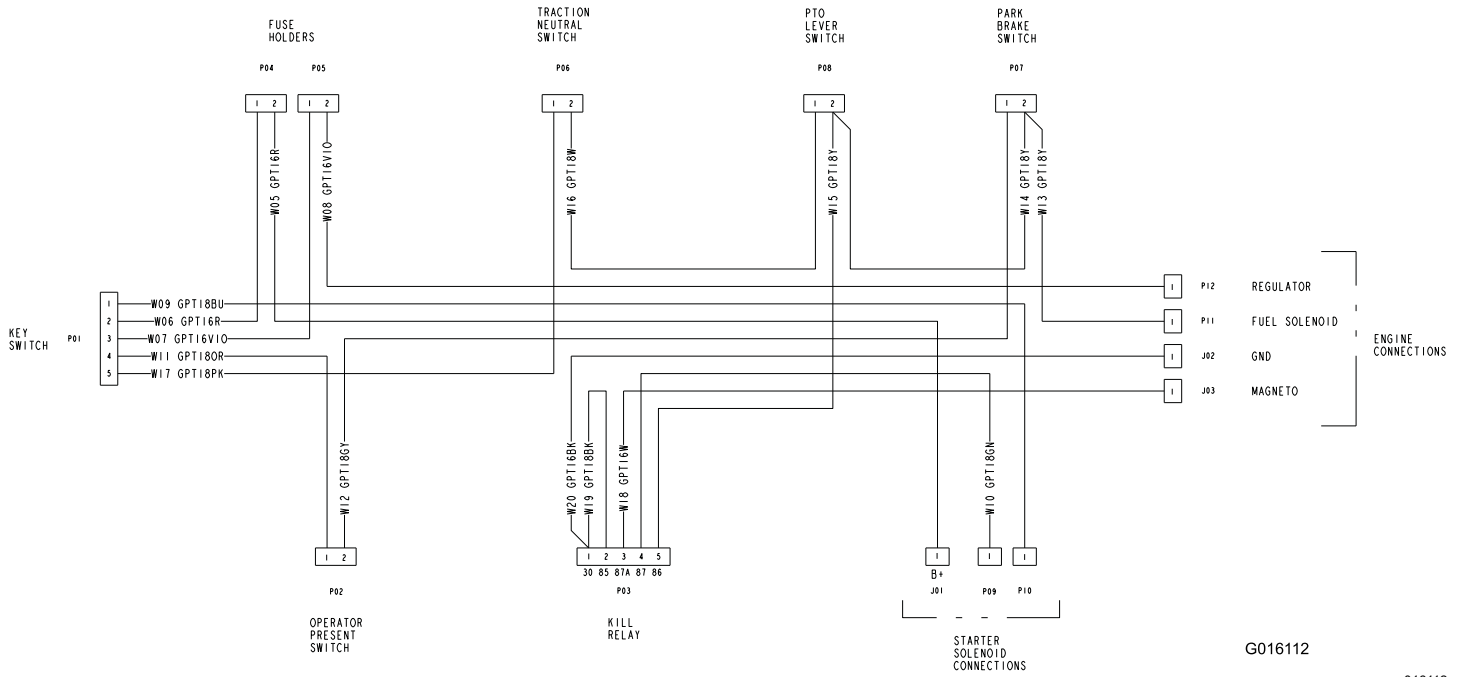 FUSE
HOLDERS
TRACTION
NEUTRAL
SWITCH
PTO
LEVER
SWITCH
PARK
BRAKE
SWITCH
P04
P05
P06
P08
P07
1 2
1 2
1 2
1 2
1 2
W05 GPT16R
W08 GPT16VIO
W16 GPT18W
W15 GPT18Y
W14 GPT18Y
W13 GPT18Y
KEY
SWITCH
P01
1
2
3
4
5
W09 GPT18BU
W06 GPT16R
W07 GPT16VIO
W11 GPT18OR
W17 GPT18PK
1 P12 REGULATOR
1 P11 FUEL SOLENOID
1 J02 GND
1 J03 MAGNETO
ENGINE
CONNECTIONS
W12 GPT18GY
W20 GPT16BK
W19 GPT18BK
W18 GPT16W
W10 GPT18GN
1 2
P02
OPERATOR
PRESENT
SWITCH
1 2 3 4 5
30 85 87A 87 86
P03
KILL
RELAY
1
1
1
B+
J01
P09
P10
STARTER
SOLENOID
CONNECTIONS
G016112